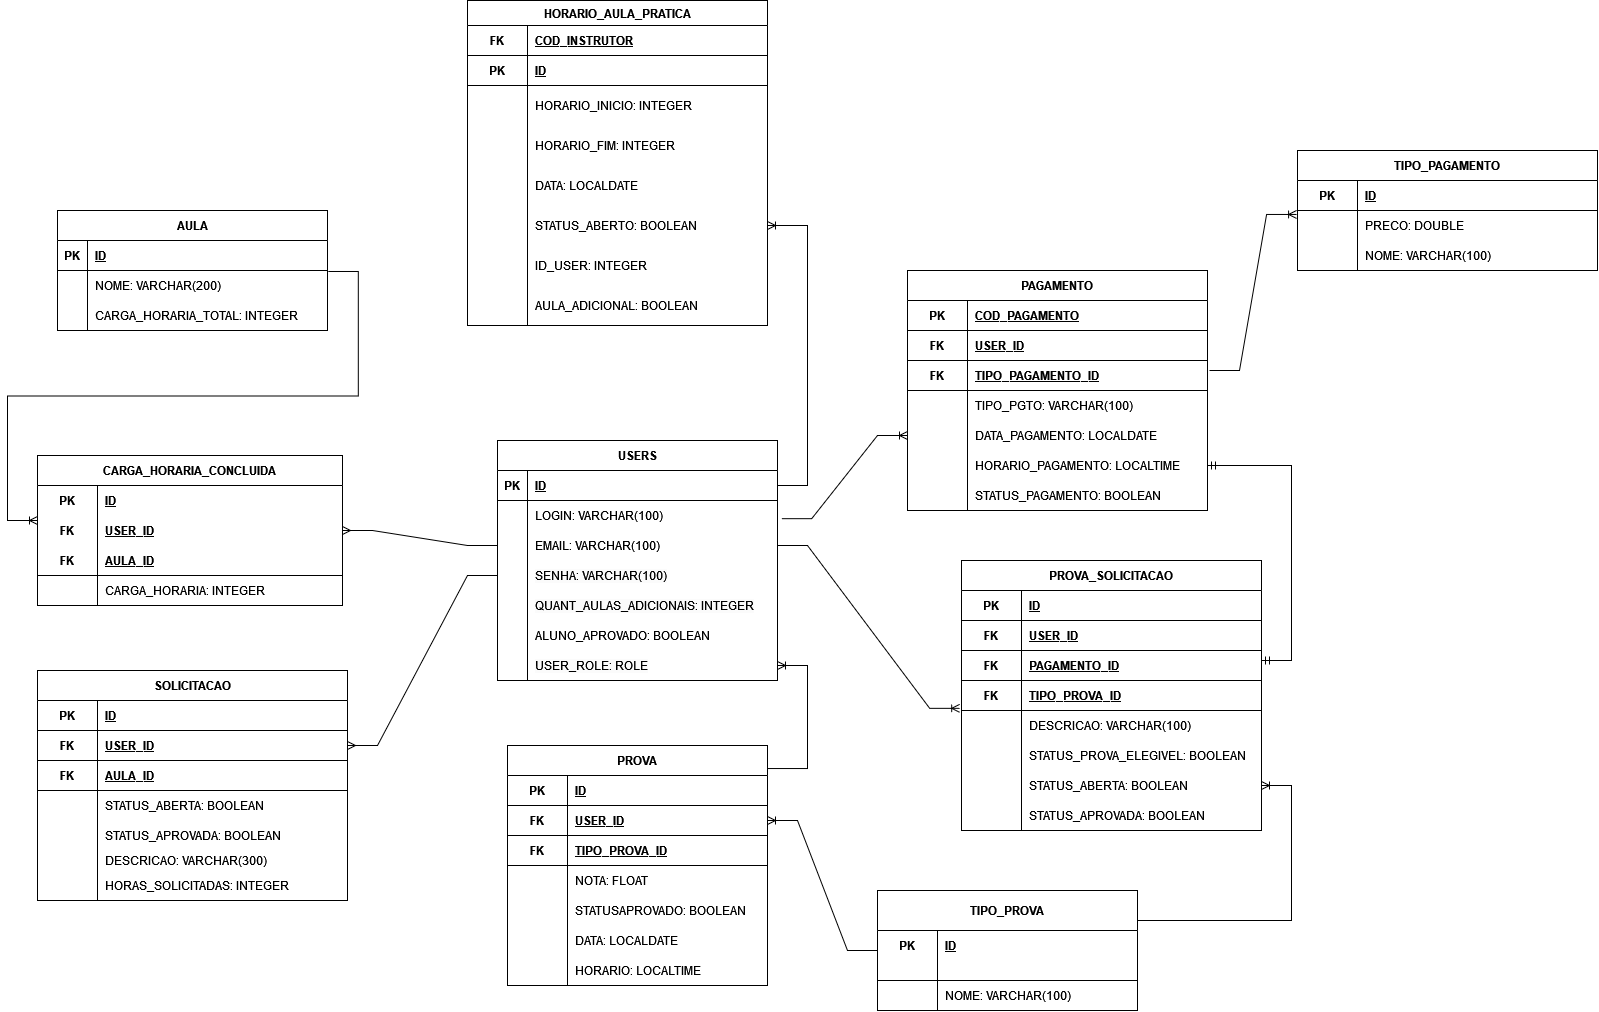 HORARIO_AULA_PRATICA
FK COD_INSTRUTOR
PK ID
HORARIO_INICIO: INTEGER
HORARIO_FIM: INTEGER
DATA: LOCALDATE
STATUS_ABERTO: BOOLEAN
ID_USER: INTEGER
AULA_ADICIONAL: BOOLEAN
TIPO_PAGAMENTO
PK ID
PRECO: DOUBLE
NOME: VARCHAR(100)
AULA
PK ID
NOME: VARCHAR(200)
CARGA_HORARIA_TOTAL: INTEGER
PAGAMENTO
PK COD_PAGAMENTO
FK USER_ID
FK TIPO_PAGAMENTO_ID
TIPO_PGTO: VARCHAR(100)
DATA_PAGAMENTO: LOCALDATE
HORARIO_PAGAMENTO: LOCALTIME
STATUS_PAGAMENTO: BOOLEAN
CARGA_HORARIA_CONCLUIDA
PK ID
FK USER_ID
FK AULA_ID
CARGA_HORARIA: INTEGER
USERS
PK ID
LOGIN: VARCHAR(100)
EMAIL: VARCHAR(100)
SENHA: VARCHAR(100)
QUANT_AULAS_ADICIONAIS: INTEGER
ALUNO_APROVADO: BOOLEAN
USER_ROLE: ROLE
PROVA_SOLICITACAO
PK ID
FK USER_ID
FK PAGAMENTO_ID
FK TIPO_PROVA_ID
DESCRICAO: VARCHAR(100)
STATUS_PROVA_ELEGIVEL: BOOLEAN
STATUS_ABERTA: BOOLEAN
STATUS_APROVADA: BOOLEAN
SOLICITACAO
PK ID
FK USER_ID
FK AULA_ID
STATUS_ABERTA: BOOLEAN
STATUS_APROVADA: BOOLEAN
DESCRICAO: VARCHAR(300)
HORAS_SOLICITADAS: INTEGER
PROVA
PK ID
FK USER_ID
FK TIPO_PROVA_ID
NOTA: FLOAT
STATUSAPROVADO: BOOLEAN
DATA: LOCALDATE
HORARIO: LOCALTIME
TIPO_PROVA
PK ID
NOME: VARCHAR(100)